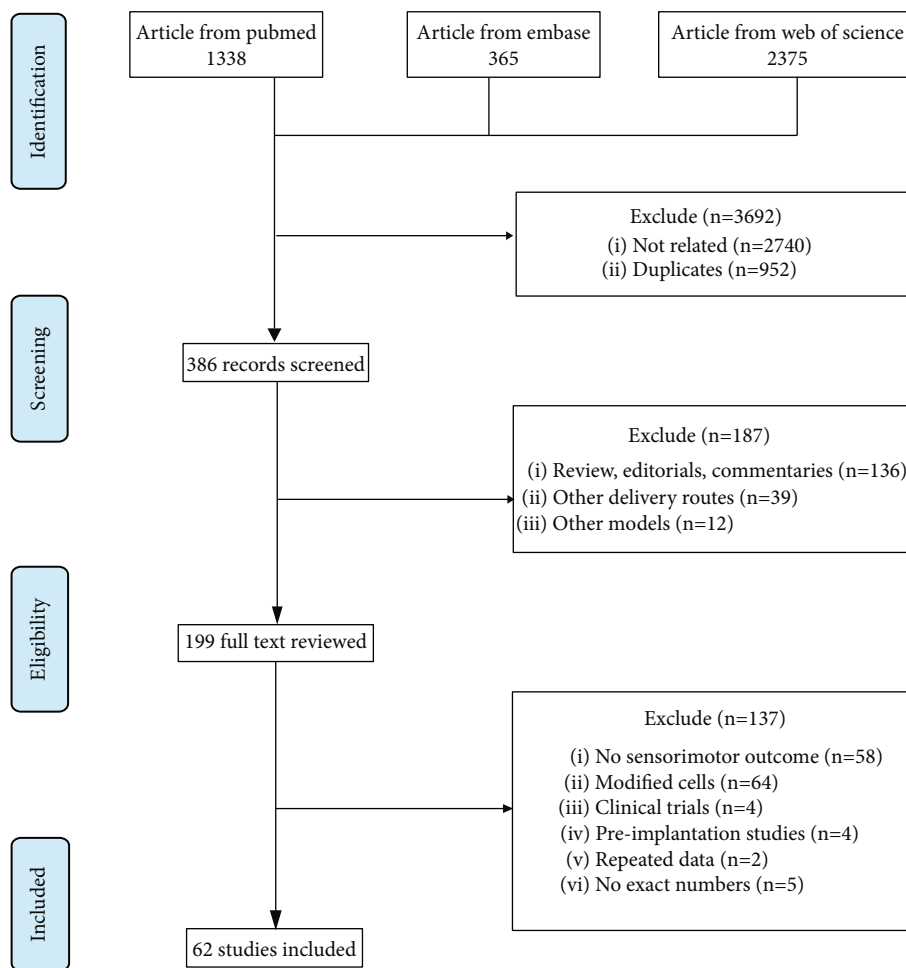 Identification
Article from pubmed
1338
Article from embase
365
Article from web of science
2375
Exclude (n=3692)
(i) Not related (n=2740)
(ii) Duplicates (n=952)
Screening
386 records screened
Exclude (n=187)
(i) Review, editorials, commentaries (n=136)
(ii) Other delivery routes (n=39)
(iii) Other models (n=12)
Eligibility
199 full text reviewed
Exclude (n=137)
(i) No sensorimotor outcome (n=58)
(ii) Modified cells (n=64)
(iii) Clinical trials (n=4)
(iv) Pre-implantation studies (n=4)
(v) Repeated data (n=2)
(vi) No exact numbers (n=5)
Included
62 studies included